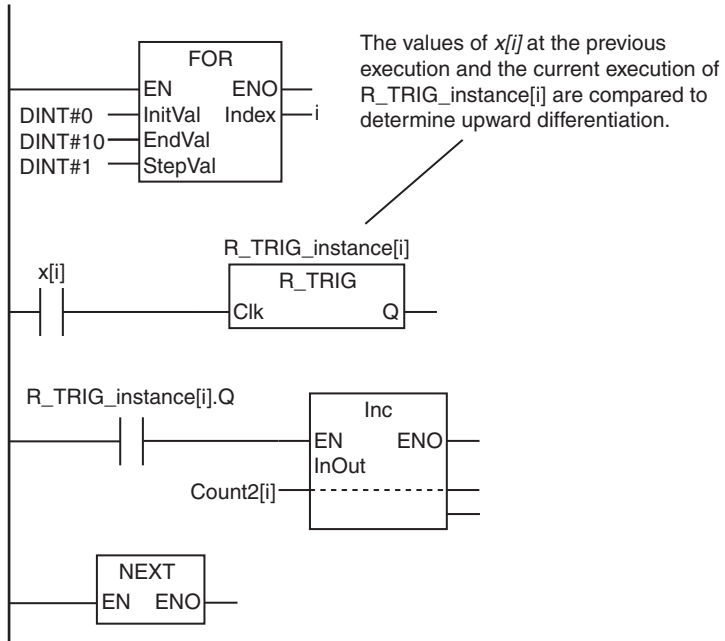 FOR
EN ENO
DINT#0 InitVal Index i
DINT#10 EndVal
DINT#1 StepVal
The values of x[i] at the previous
execution and the current execution of
R_TRIG_instance[i] are compared to
determine upward differentiation.
R_TRIG_instance[i]
x[i]
R_TRIG
Clk Q
R_TRIG_instance[i].Q
Inc
EN ENO
InOut
Count2[i]
NEXT
EN ENO